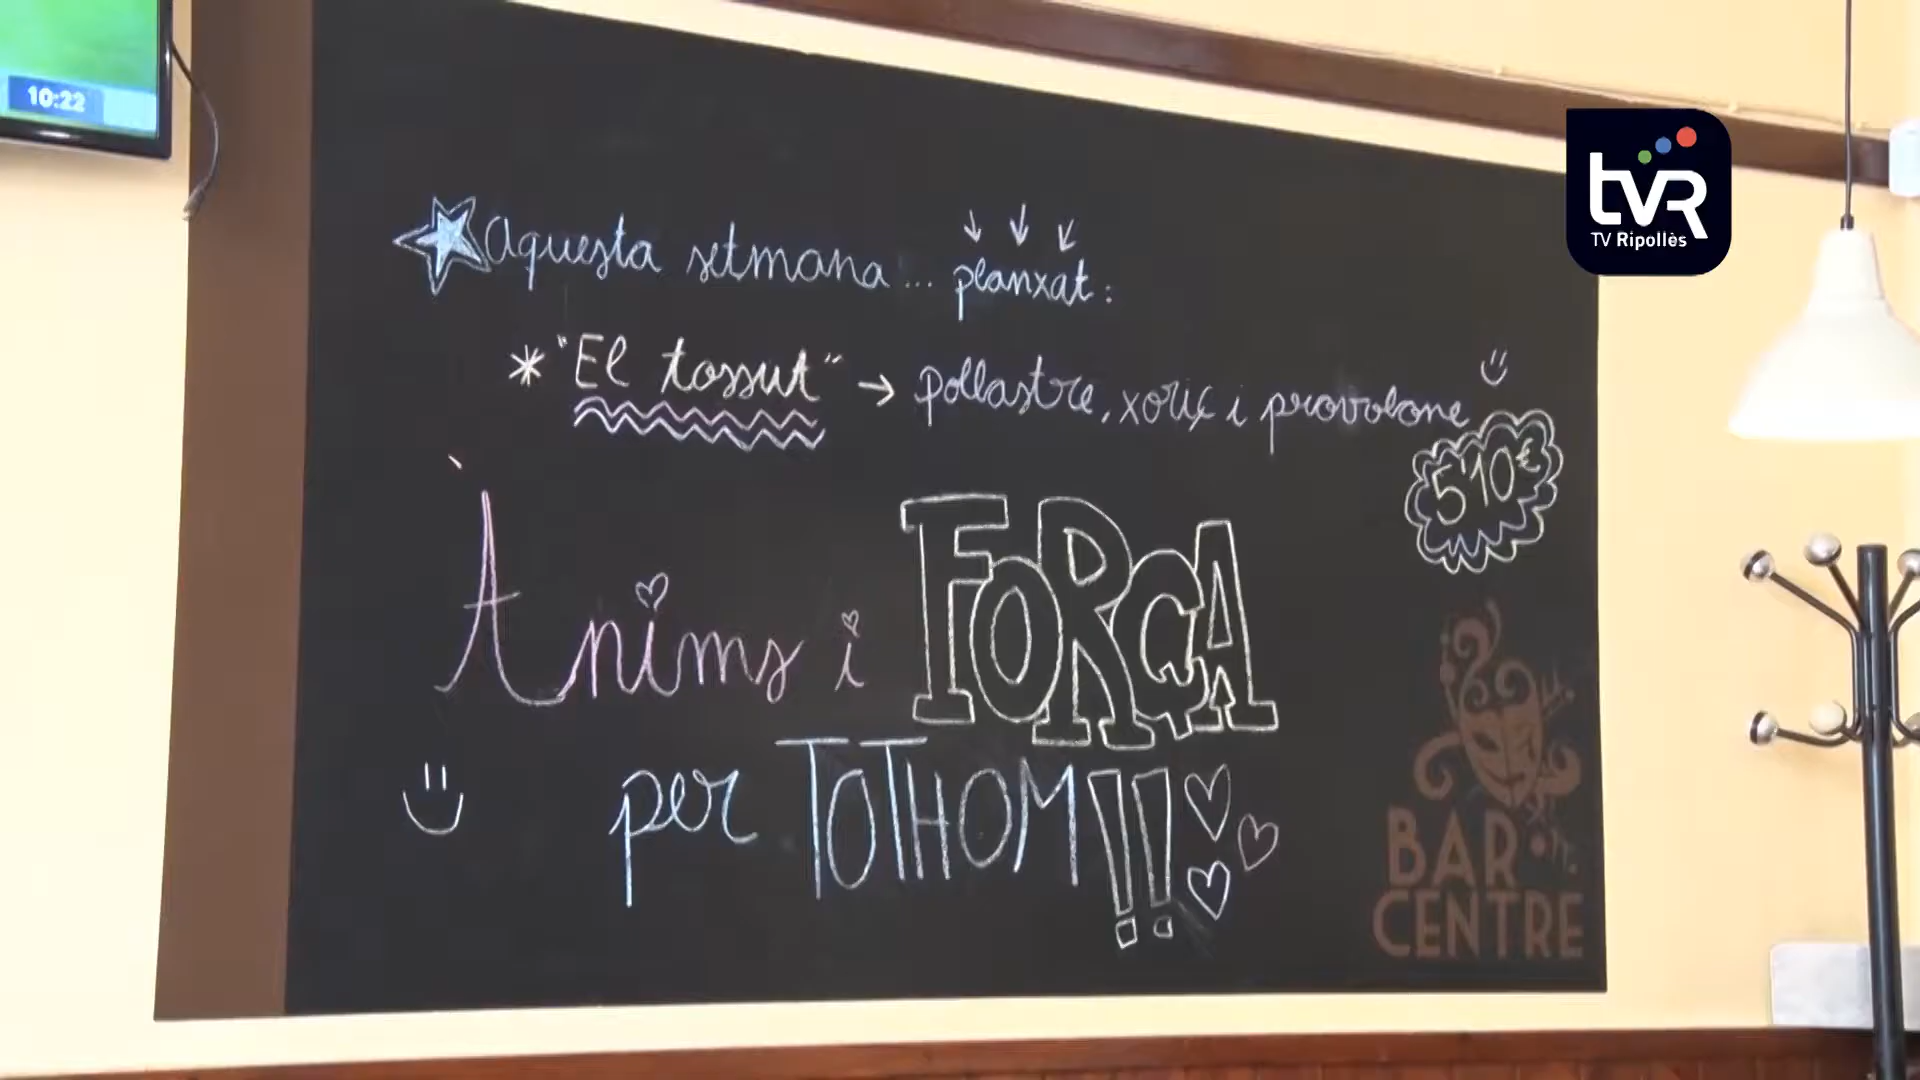 10:22
tVR
TV Ripollès
Aquesta setmana... planxat:
* "El tossut" → pollastre, xoriç i provolone
5'10€
Ànims i FORÇA
per TOTHOM!!
BAR
CENTRE